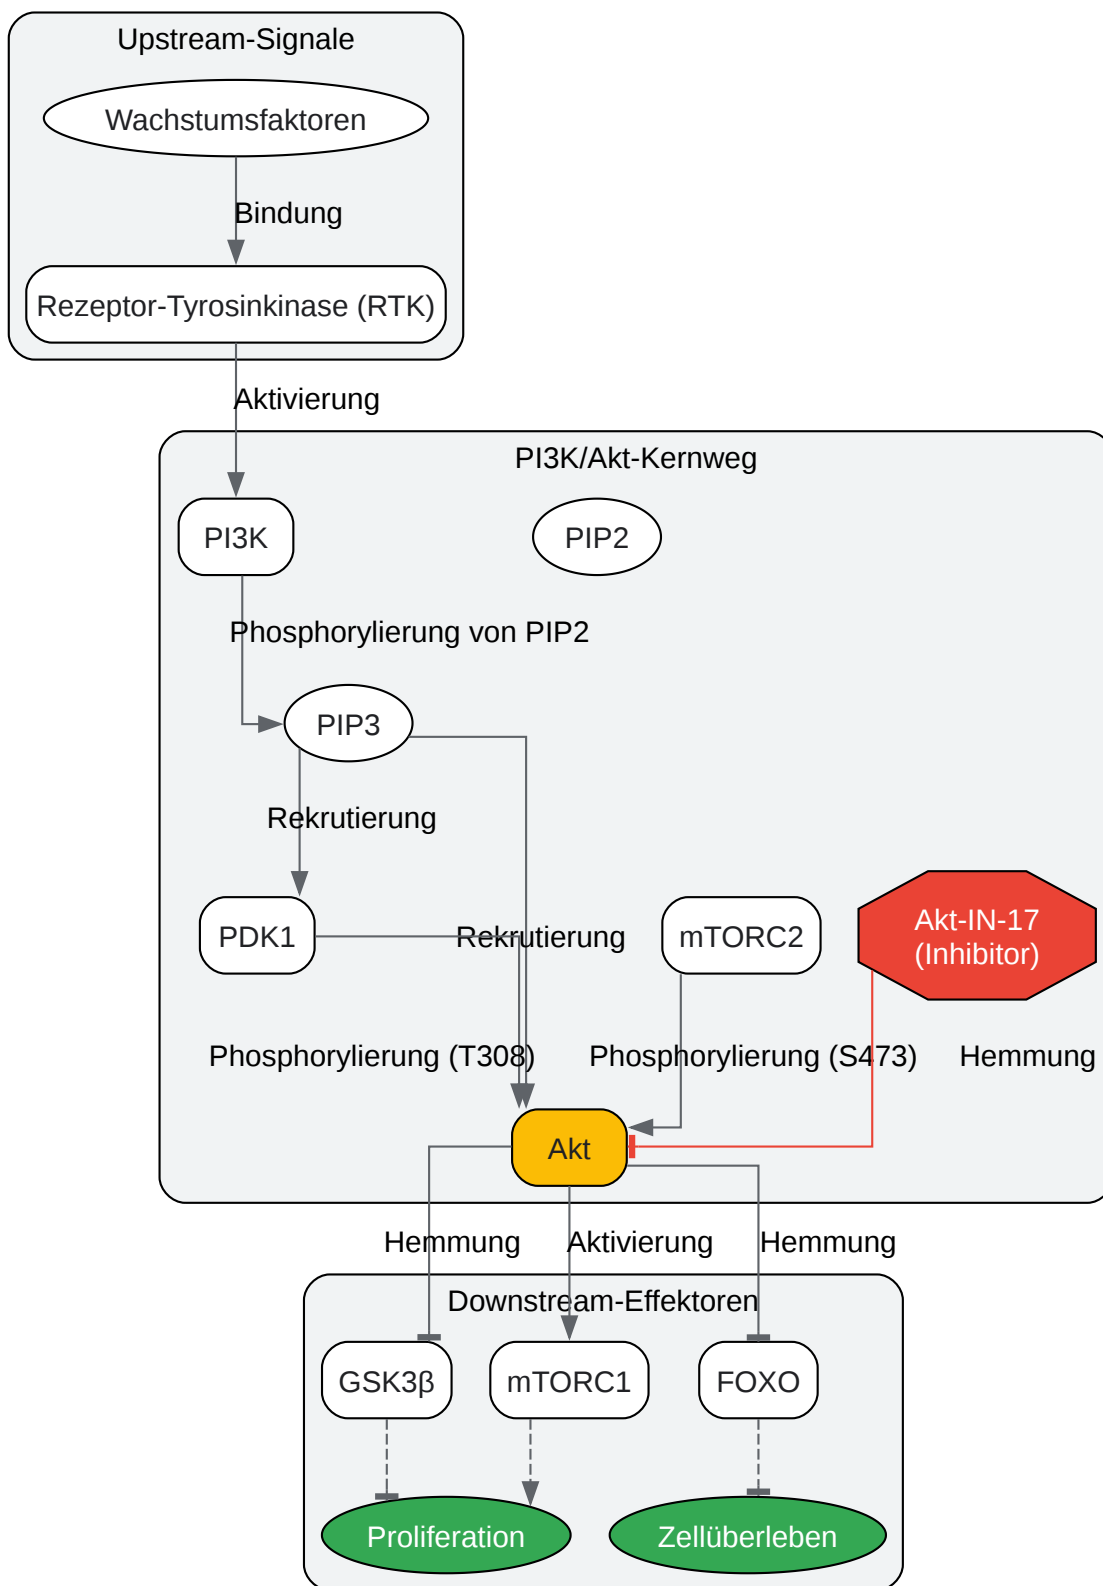 Upstream-Signale
Wachstumsfaktoren
Bindung
Rezeptor-Tyrosinkinase (RTK)
Aktivierung
PI3K/Akt-Kernweg
PI3K
PIP2
Phosphorylierung von PIP2
PIP3
Rekrutierung
PDK1
Rekrutierung
mTORC2
Akt-IN-17
(Inhibitor)
Phosphorylierung (T308)
Phosphorylierung (S473)
Hemmung
Akt
Hemmung
Aktivierung
Hemmung
Downstream-Effektoren
GSK3β
mTORC1
FOXO
Proliferation
Zellüberleben